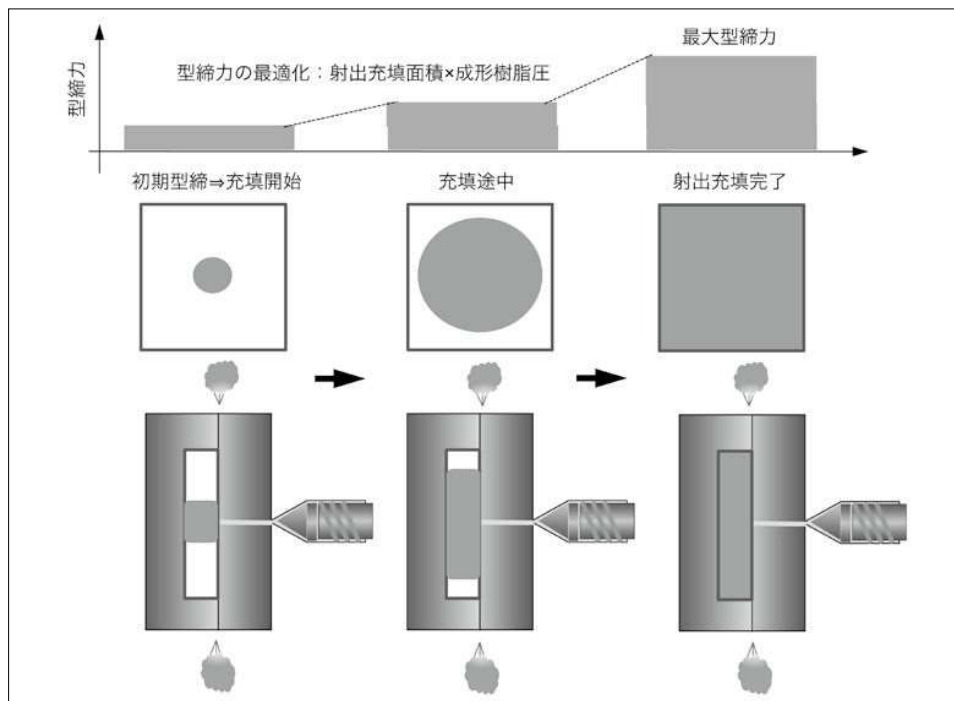 最大型締力
型締力の最適化：射出充填面積×成形樹脂圧
型締力
初期型締⇒充填開始
充填途中
射出充填完了